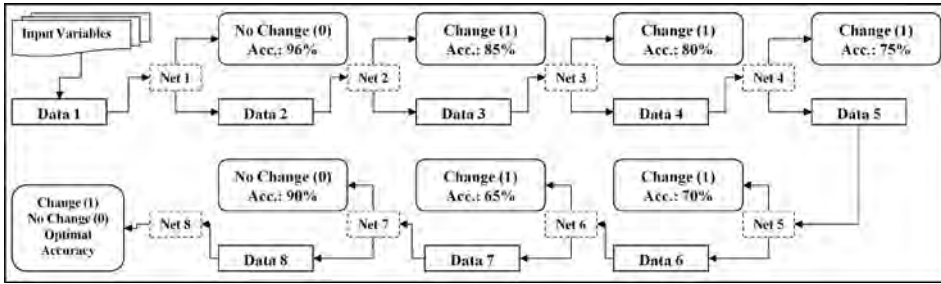 Input Variables
Data 1
Net 1
No Change (0)
Acc.: 96%
Data 2
Net 2
Change (1)
Acc.: 85%
Data 3
Net 3
Change (1)
Acc.: 80%
Data 4
Net 4
Change (1)
Acc.: 75%
Data 5
Net 5
Change (1)
Acc.: 70%
Data 6
Net 6
Change (1)
Acc.: 65%
Data 7
Net 7
No Change (0)
Acc.: 90%
Data 8
Net 8
Change (1)
No Change (0)
Optimal
Accuracy